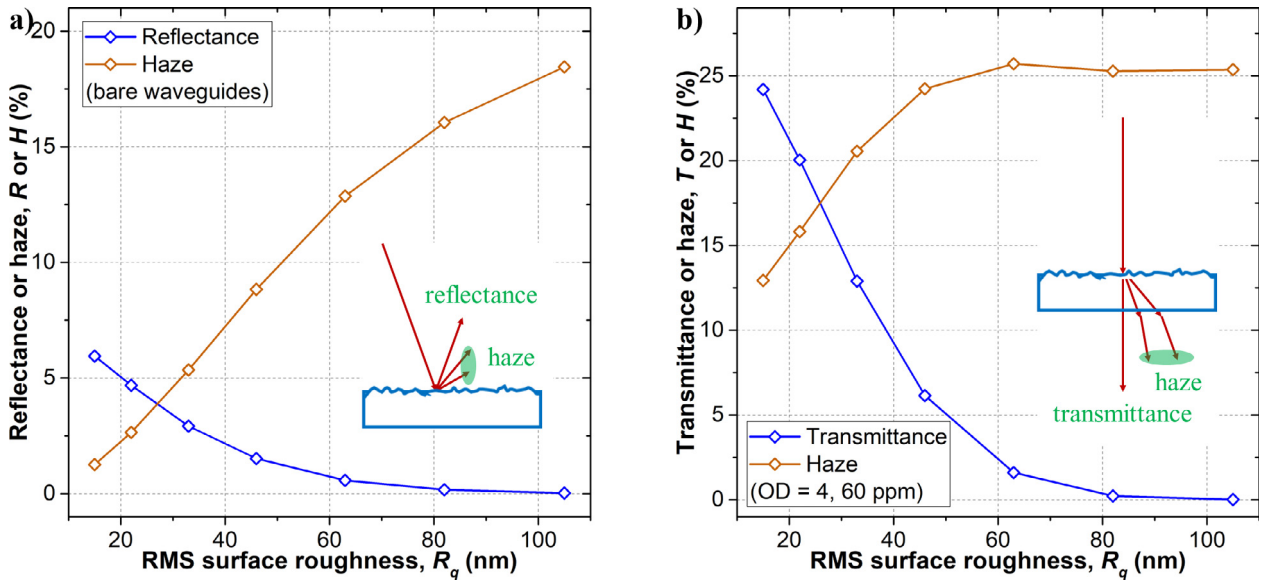 a)
Reflectance or haze, R or H (%)
20
15
10
5
0
Reflectance
Haze
(bare waveguides)
reflectance
haze
20 40 60 80 100
RMS surface roughness, Rq (nm)
b)
Transmittance or haze, T or H (%)
25
20
15
10
5
0
haze
transmittance
Transmittance
Haze
(OD = 4, 60 ppm)
20 40 60 80 100
RMS surface roughness, Rq (nm)